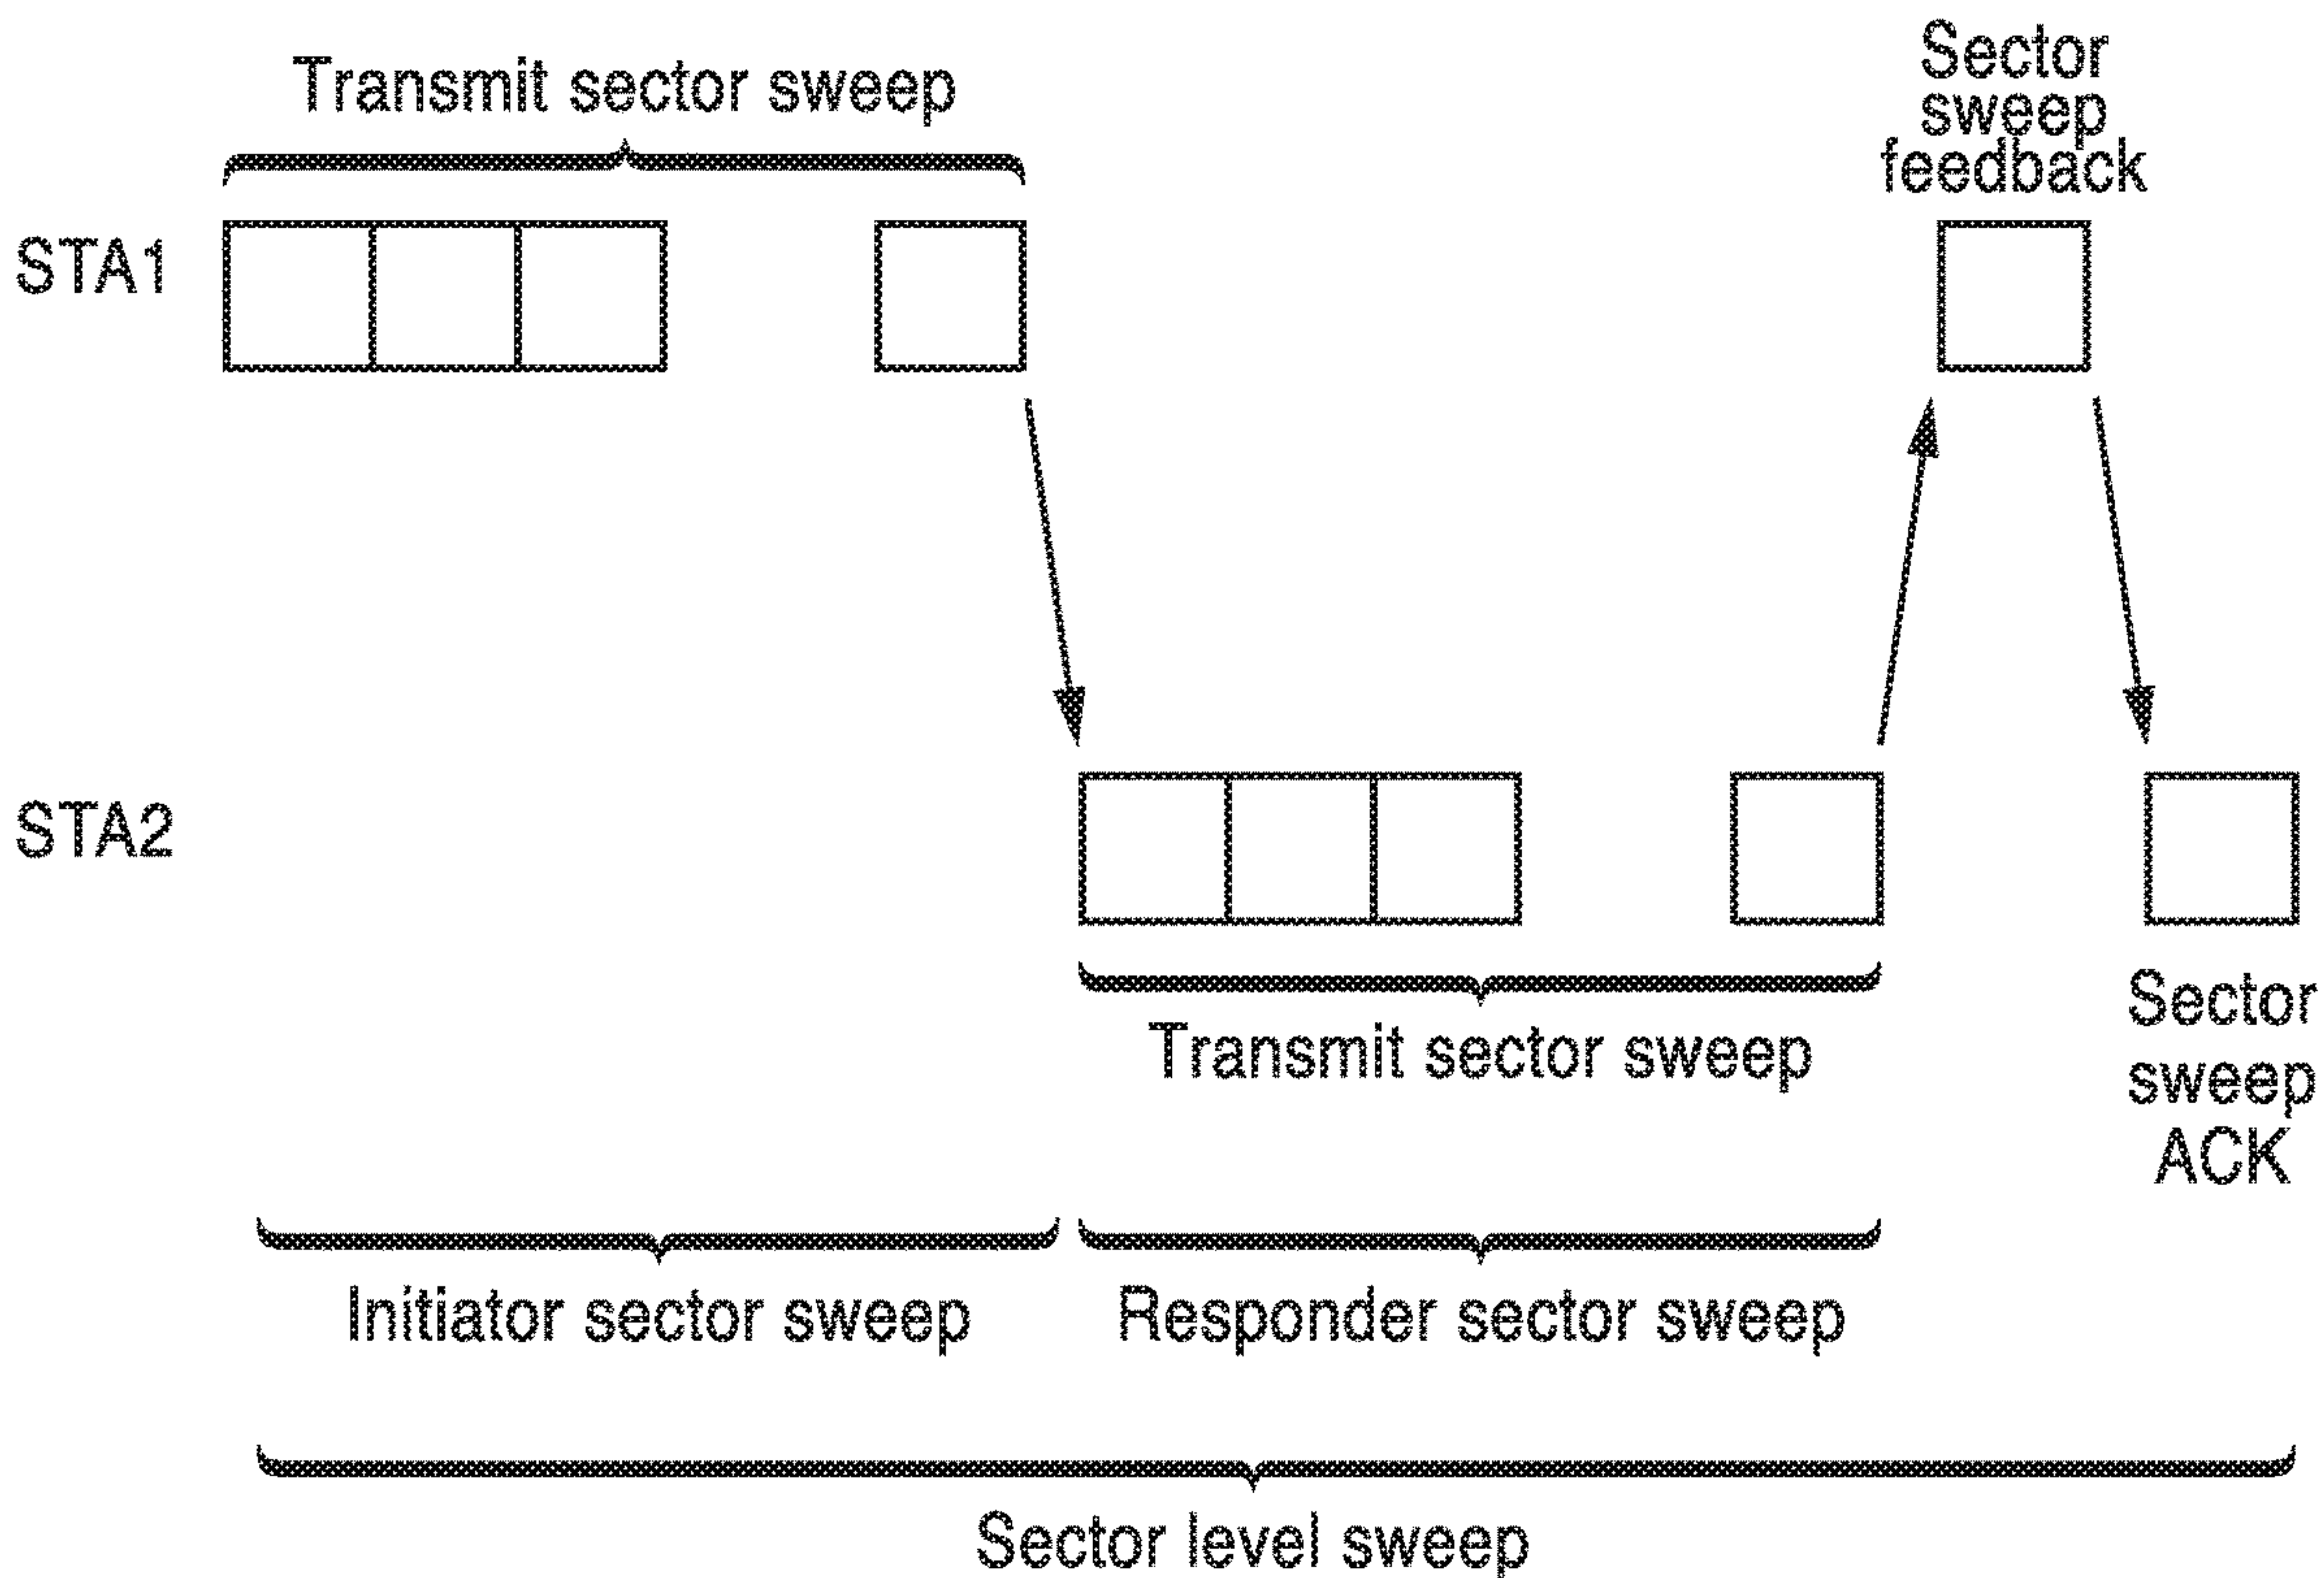 Transmit sector sweep
Sector
sweep
feedback
STA1
STA2
Transmit sector sweep
Sector
sweep
ACK
Initiator sector sweep
Responder sector sweep
Sector level sweep